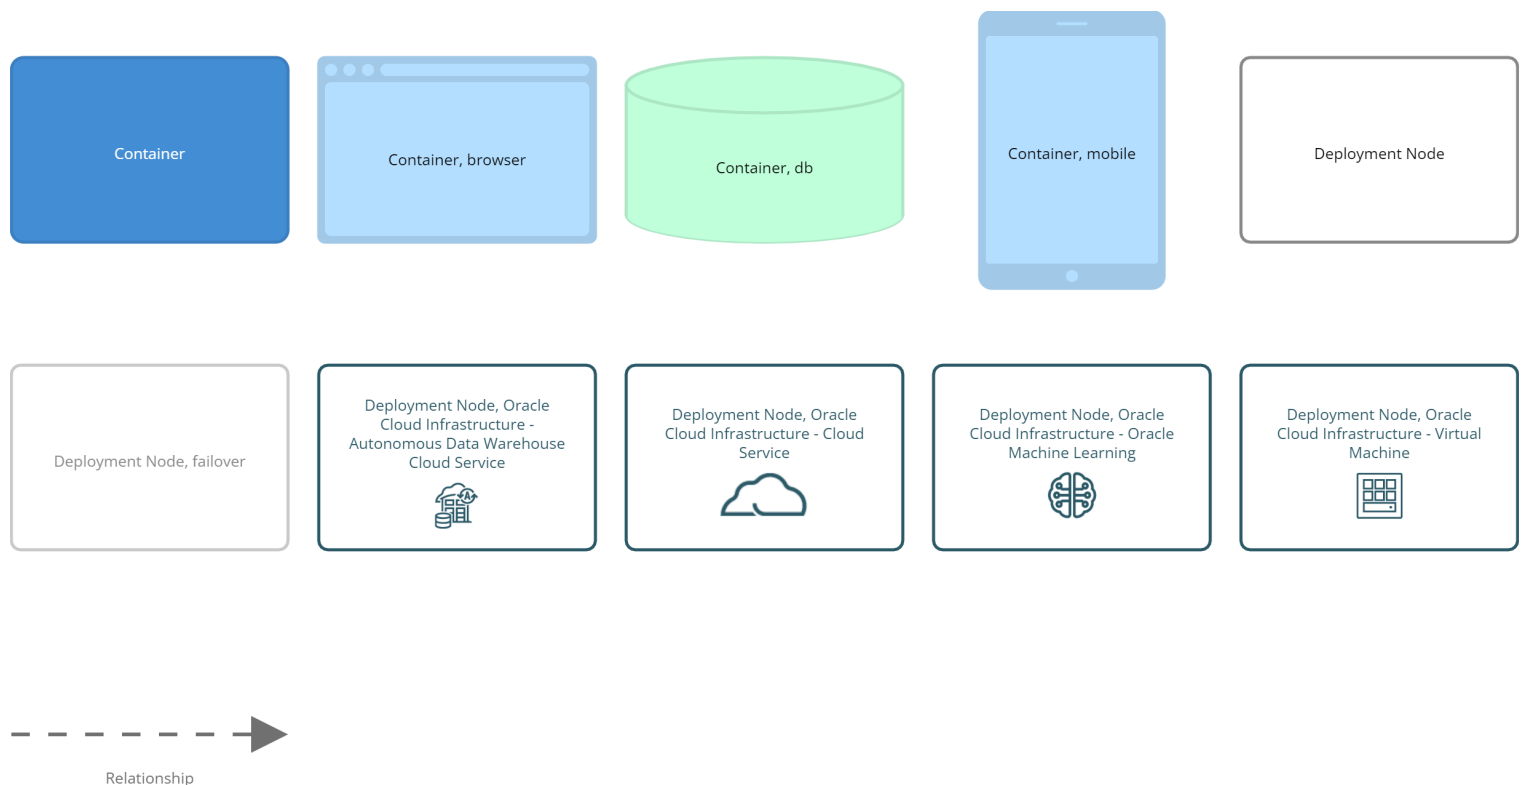 Container
Container, browser
Container, db
Container, mobile
Deployment Node
Deployment Node, failover
Deployment Node, Oracle
Cloud Infrastructure -
Autonomous Data Warehouse
Cloud Service
A
Deployment Node, Oracle
Cloud Infrastructure - Cloud
Service
Deployment Node, Oracle
Cloud Infrastructure - Oracle
Machine Learning
Deployment Node, Oracle
Cloud Infrastructure - Virtual
Machine
Relationship